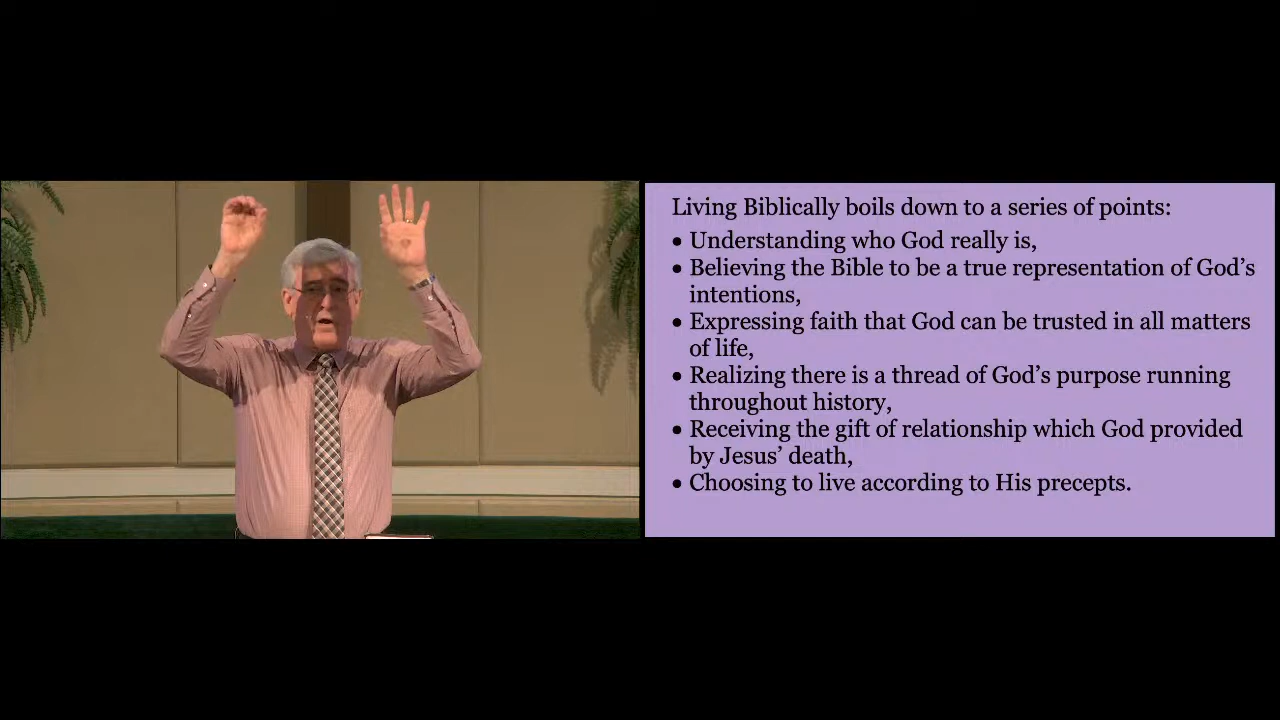 Living Biblically boils down to a series of points:
• Understanding who God really is,
• Believing the Bible to be a true representation of God's
intentions,
• Expressing faith that God can be trusted in all matters
of life,
• Realizing there is a thread of God's purpose running
throughout history,
• Receiving the gift of relationship which God provided
by Jesus' death,
• Choosing to live according to His precepts.